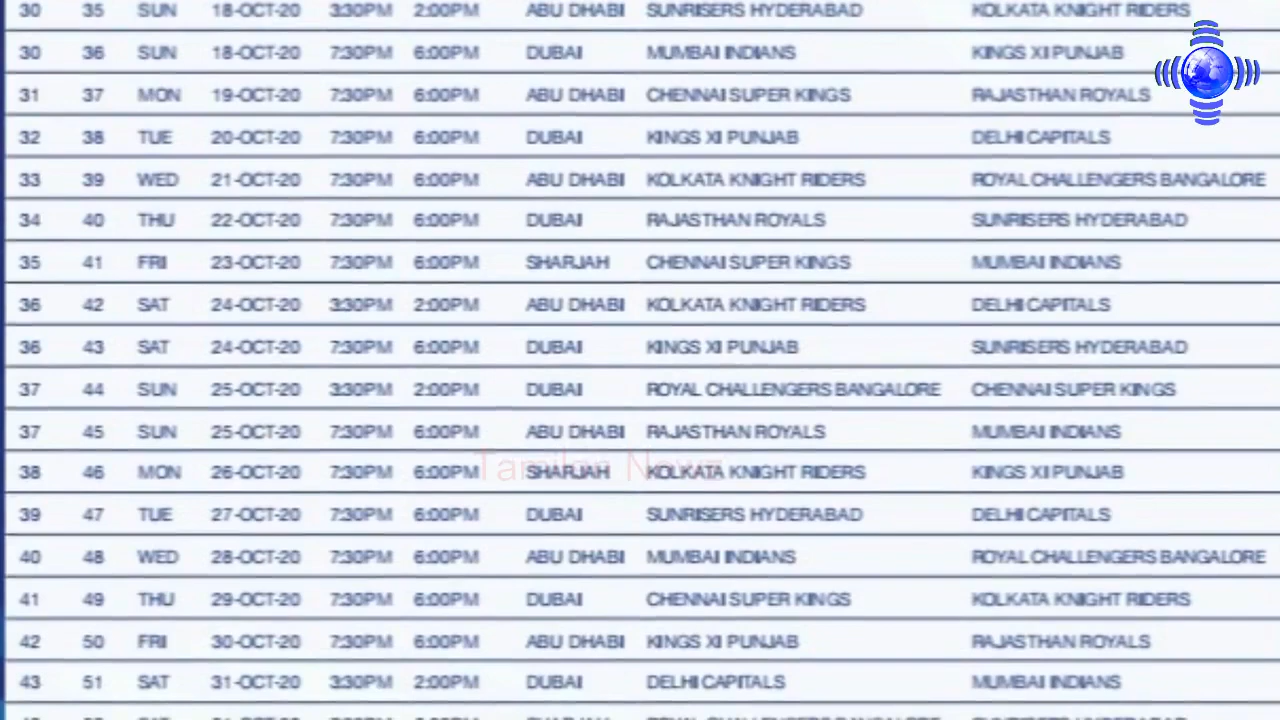 30 35 SUN 18-OCT-20 3:30PM 2:00PM ABU DHABI SUNRISERS HYDERABAD KOLKATA KNIGHT RIDERS
30 36 SUN 18-OCT-20 7:30PM 6:00PM DUBAI MUMBAI INDIANS KINGS XI PUNJAB
31 37 MON 19-OCT-20 7:30PM 6:00PM ABU DHABI CHENNAI SUPER KINGS RAJASTHAN ROYALS
32 38 TUE 20-OCT-20 7:30PM 6:00PM DUBAI KINGS XI PUNJAB DELHI CAPITALS
33 39 WED 21-OCT-20 7:30PM 6:00PM ABU DHABI KOLKATA KNIGHT RIDERS ROYAL CHALLENGERS BANGALORE
34 40 THU 22-OCT-20 7:30PM 6:00PM DUBAI RAJASTHAN ROYALS SUNRISERS HYDERABAD
35 41 FRI 23-OCT-20 7:30PM 6:00PM SHARJAH CHENNAI SUPER KINGS MUMBAI INDIANS
36 42 SAT 24-OCT-20 3:30PM 2:00PM ABU DHABI KOLKATA KNIGHT RIDERS DELHI CAPITALS
36 43 SAT 24-OCT-20 7:30PM 6:00PM DUBAI KINGS XI PUNJAB SUNRISERS HYDERABAD
37 44 SUN 25-OCT-20 3:30PM 2:00PM DUBAI ROYAL CHALLENGERS BANGALORE CHENNAI SUPER KINGS
37 45 SUN 25-OCT-20 7:30PM 6:00PM ABU DHABI RAJASTHAN ROYALS MUMBAI INDIANS
38 46 MON 26-OCT-20 7:30PM 6:00PM SHARJAH KOLKATA KNIGHT RIDERS KINGS XI PUNJAB
Tamilan Newz
39 47 TUE 27-OCT-20 7:30PM 6:00PM DUBAI SUNRISERS HYDERABAD DELHI CAPITALS
40 48 WED 28-OCT-20 7:30PM 6:00PM ABU DHABI MUMBAI INDIANS ROYAL CHALLENGERS BANGALORE
41 49 THU 29-OCT-20 7:30PM 6:00PM DUBAI CHENNAI SUPER KINGS KOLKATA KNIGHT RIDERS
42 50 FRI 30-OCT-20 7:30PM 6:00PM ABU DHABI KINGS XI PUNJAB RAJASTHAN ROYALS
43 51 SAT 31-OCT-20 3:30PM 2:00PM DUBAI DELHI CAPITALS MUMBAI INDIANS